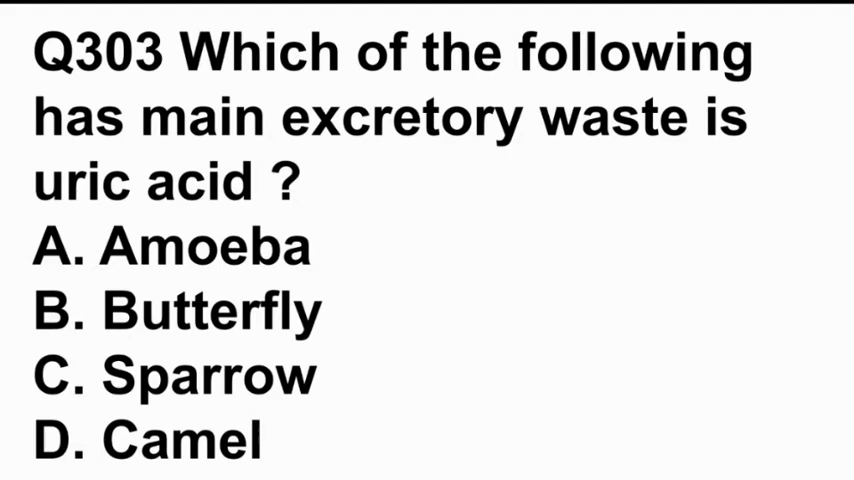 Q303 Which of the following
has main excretory waste is
uric acid ?
A. Amoeba
B. Butterfly
C. Sparrow
D. Camel